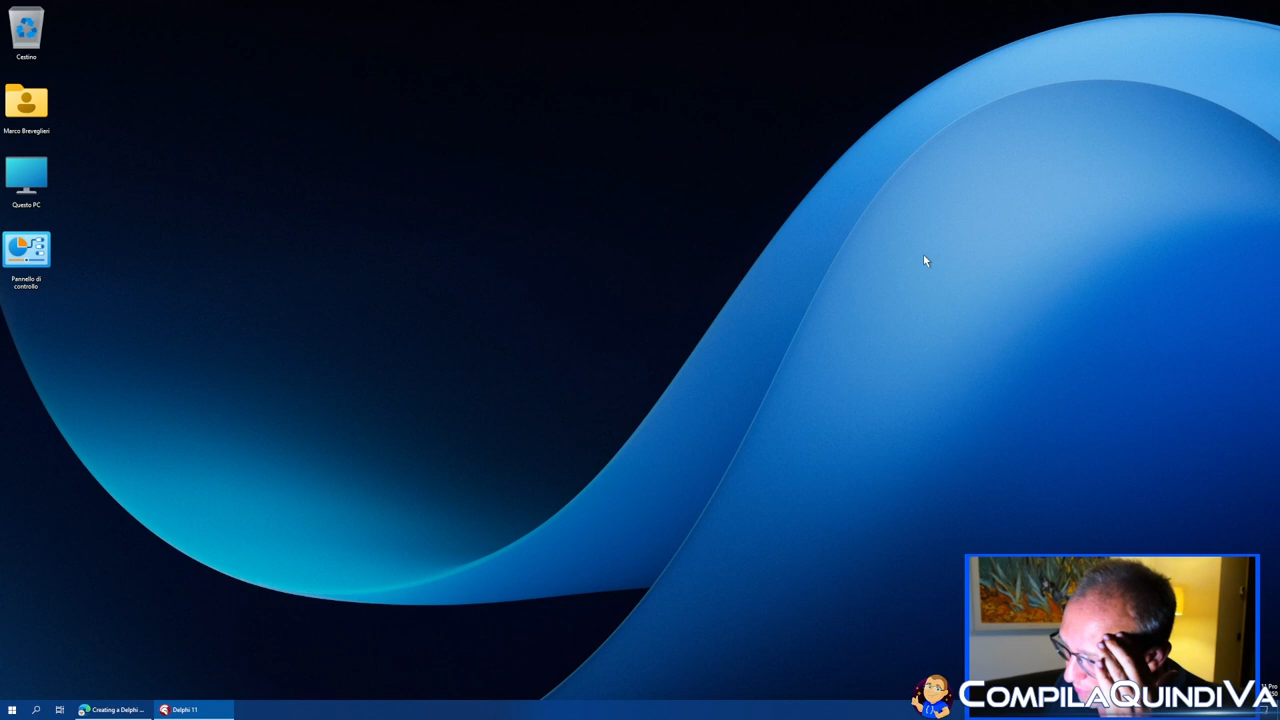 Cestino
Marco Breveglieri
Questo PC
Pannello di
controllo
Creating a Delphi ...
Delphi 11
COMPILAQUINDIVA